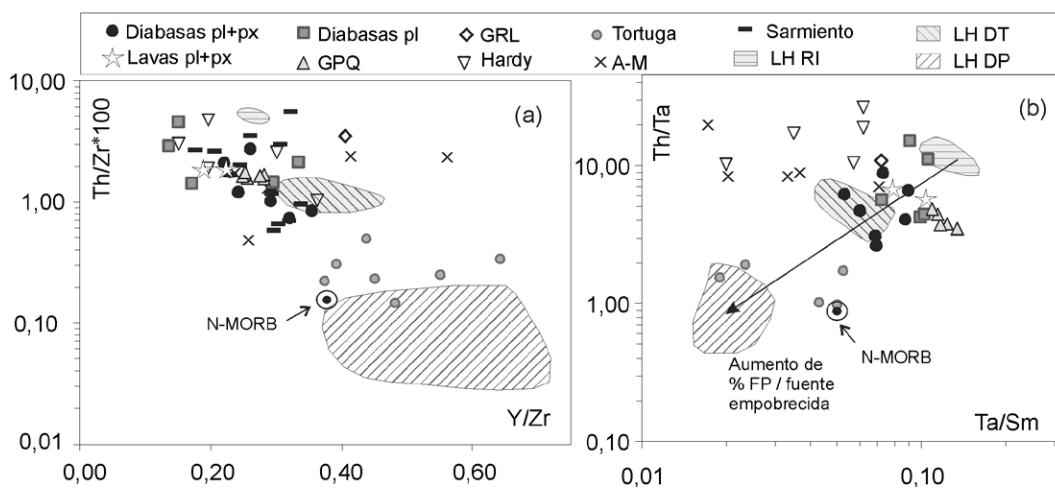 Diabasas pl+px Diabasas pl GRL Tortuga Sarmiento LH DT
Lavas pl+px GPQ Hardy A-M LH RI LH DP
(a)
Th/Zr*100
10,00
1,00
0,10
0,01
N-MORB
Y/Zr
0,00 0,20 0,40 0,60
(b)
Th/Ta
10,00
1,00
0,10
N-MORB
Aumento de
% FP / fuente
empobrecida
Ta/Sm
0,01 0,10